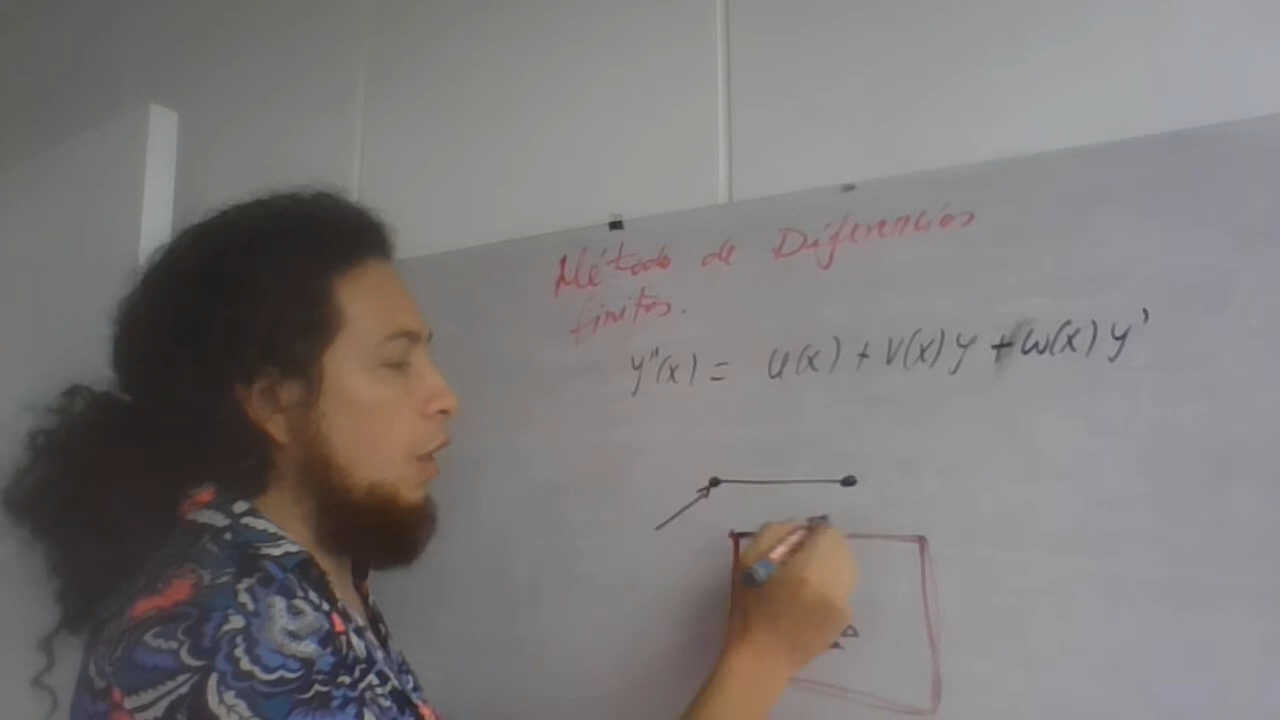 Método de Diferencias
finitas.
y''(x) = u(x) + v(x) y + w(x) y'